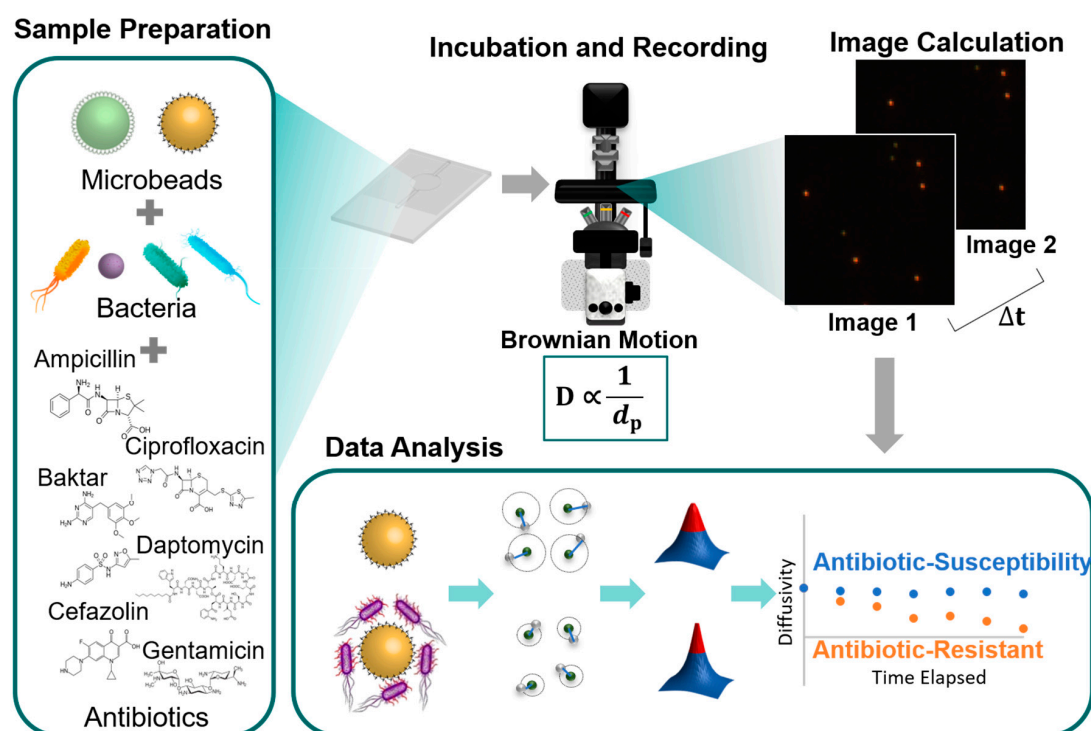 Sample Preparation
Microbeads
Bacteria
Ampicillin
Ciprofloxacin
Baktar
Daptomycin
Cefazolin
Gentamicin
Antibiotics
Incubation and Recording
Brownian Motion
D ∝ 1/dₚ
Image Calculation
Image 2
Image 1
Δt
Data Analysis
Diffusivity
Antibiotic-Susceptibility
Antibiotic-Resistant
Time Elapsed